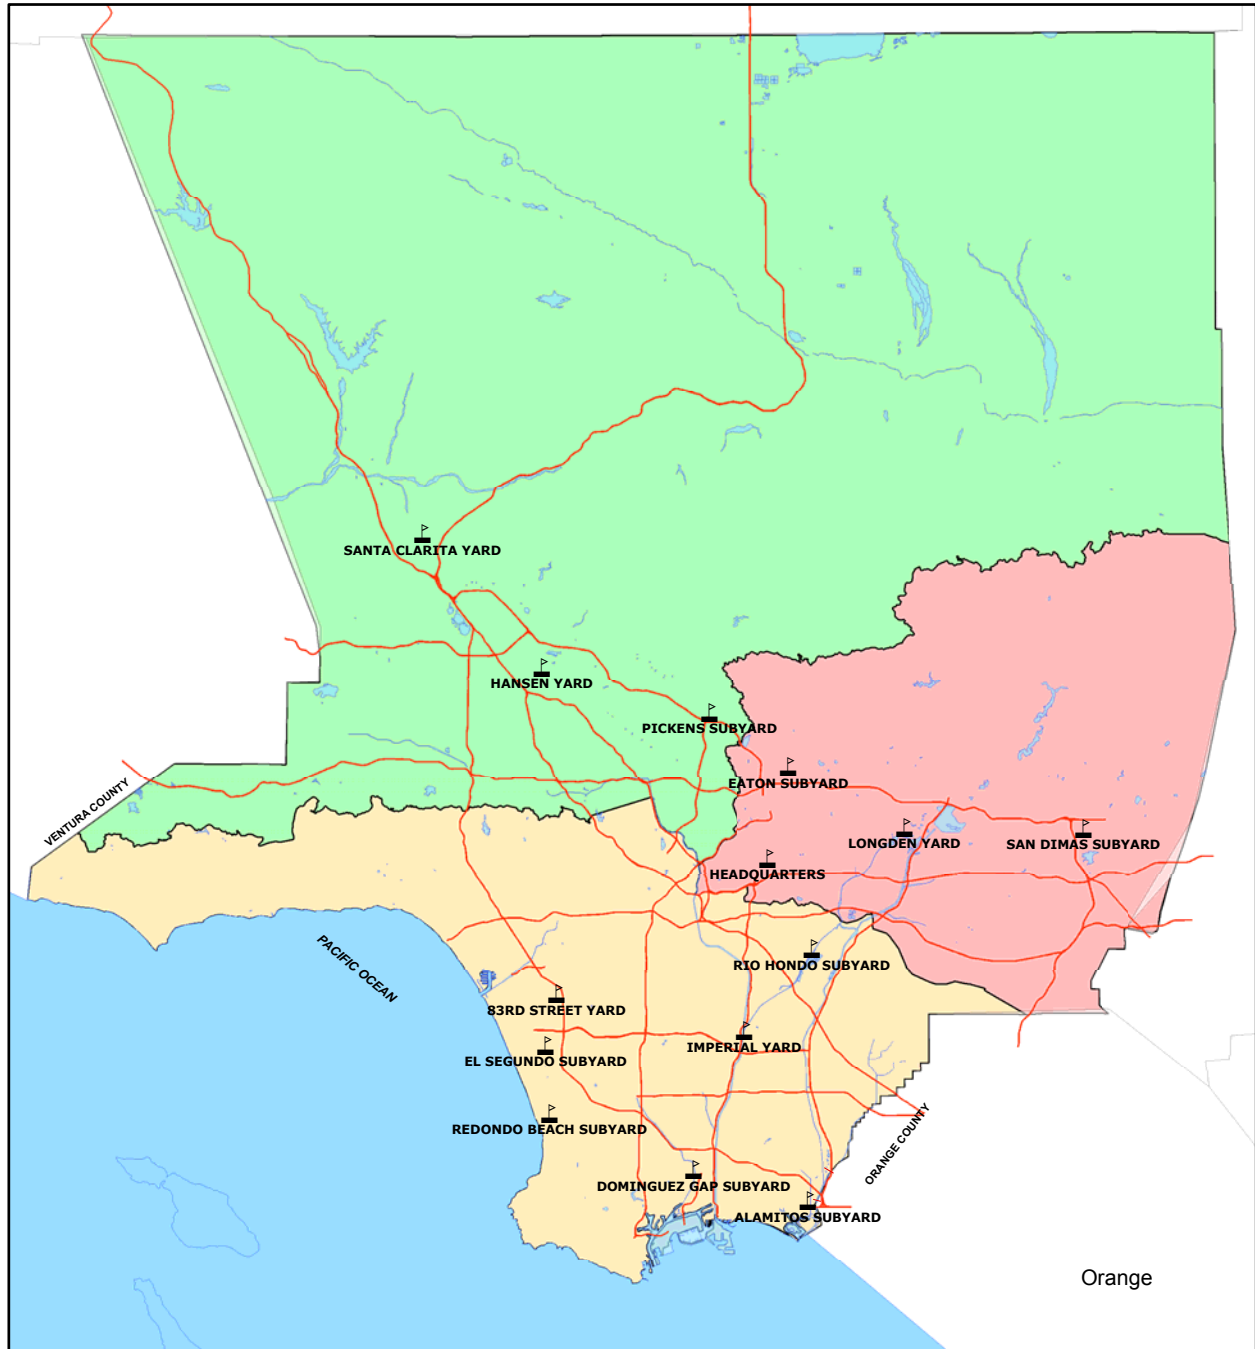 SANTA CLARITA YARD
HANSEN YARD
PICKENS SUBYARD
EATON SUBYARD
VENTURA COUNTY
LONGDEN YARD
SAN DIMAS SUBYARD
HEADQUARTERS
PACIFIC OCEAN
RIO HONDO SUBYARD
83RD STREET YARD
IMPERIAL YARD
EL SEGUNDO SUBYARD
REDONDO BEACH SUBYARD
ORANGE COUNTY
DOMINGUEZ GAP SUBYARD
ALAMITOS SUBYARD
Orange